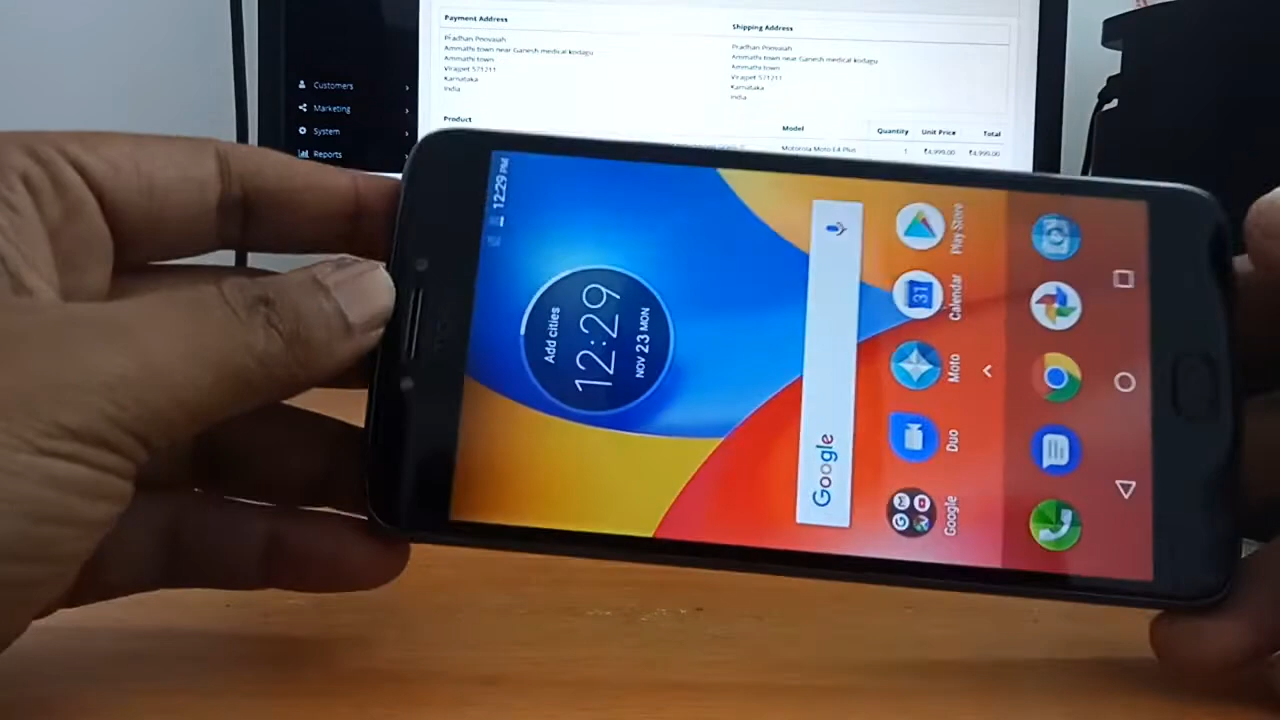 Payment Address
Shipping Address
Ammathi town near Ganesh medical kodagu
Ammathi town
Virajpet 571211
Karnataka
India
Pradhan
Ammathi town near Ganesh medical kodagu
Ammathi town
Virajpet 571211
Karnataka
India
Customers
Marketing
System
Reports
Product
Model
Quantity
Unit Price
Total
Motorola Moto E4 Plus
1
₹4,999.00
₹4,999.00
12:29 PM
Add cities
12:29
NOV 23 MON
Google
Google
Duo
Moto
Calendar
31
Play Store